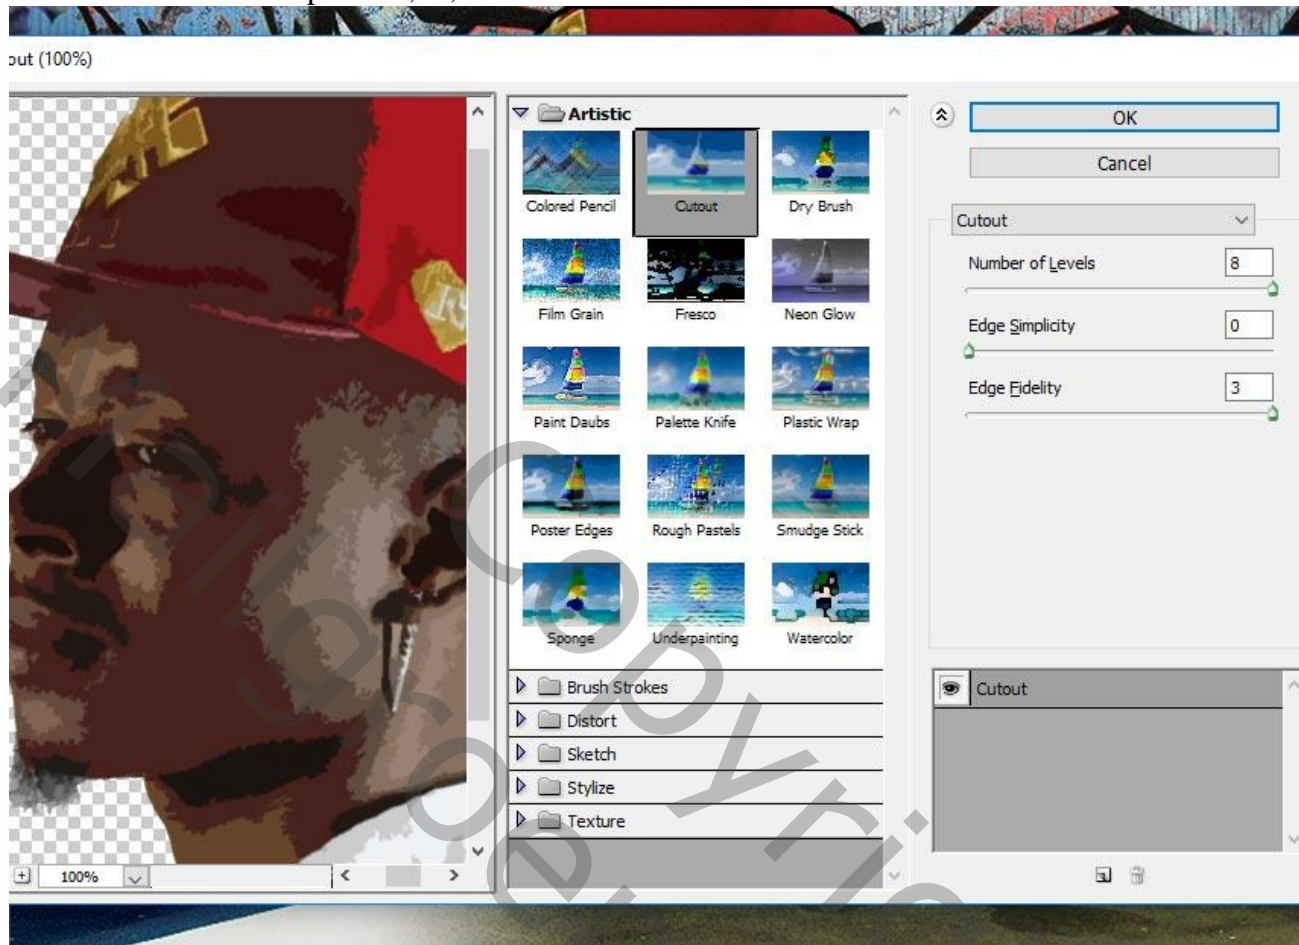 out (100%)
Artistic
Colored Pencil
Cutout
Dry Brush
Film Grain
Fresco
Neon Glow
Paint Daubs
Palette Knife
Plastic Wrap
Poster Edges
Rough Pastels
Smudge Stick
Sponge
Underpainting
Watercolor
Brush Strokes
Distort
Sketch
Stylize
Texture
100%
OK
Cancel
Cutout
Number of Levels 8
Edge Simplicity 0
Edge Fidelity 3
Cutout